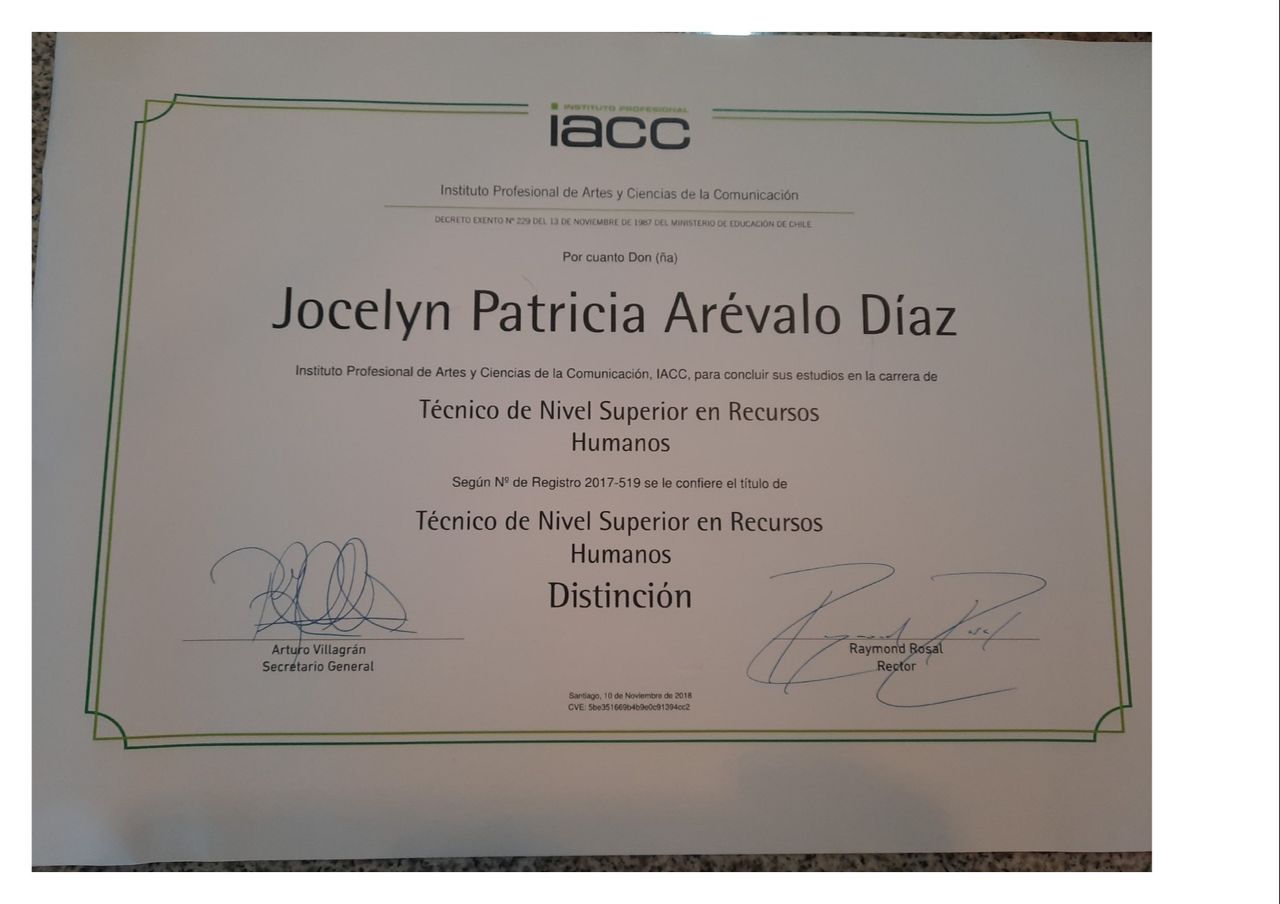 INSTITUTO PROFESIONAL
iacc
Instituto Profesional de Artes y Ciencias de la Comunicación
DECRETO EXENTO Nº 229 DEL 13 DE NOVIEMBRE DE 1987 DEL MINISTERIO DE EDUCACIÓN DE CHILE
Por cuanto Don (ña)
Jocelyn Patricia Arévalo Díaz
Instituto Profesional de Artes y Ciencias de la Comunicación, IACC, para concluir sus estudios en la carrera de
Técnico de Nivel Superior en Recursos
Humanos
Según Nº de Registro 2017-519 se le confiere el título de
Técnico de Nivel Superior en Recursos
Humanos
Distinción
Arturo Villagrán
Secretario General
Raymond Rosal
Rector
Santiago, 10 de Noviembre de 2018
CVE: 5be351669b4b9e0c91394cc2